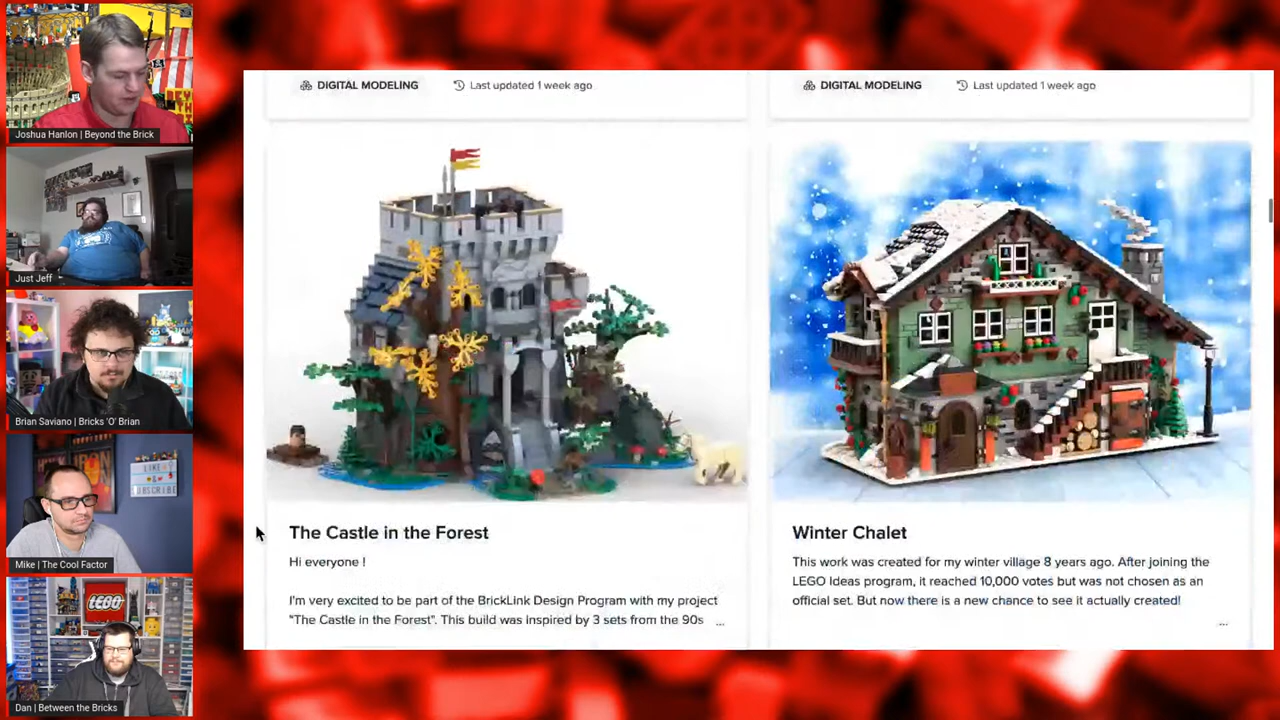 Joshua Hanlon | Beyond the Brick
Just Jeff
Brian Saviano | Bricks 'O' Brian
Mike | The Cool Factor
LIKE
SUBSCRIBE
LEGO
Dan | Between the Bricks
DIGITAL MODELING
Last updated 1 week ago
DIGITAL MODELING
Last updated 1 week ago
The Castle in the Forest
Hi everyone !
I'm very excited to be part of the BrickLink Design Program with my project
"The Castle in the Forest". This build was inspired by 3 sets from the 90s ...
Winter Chalet
This work was created for my winter village 8 years ago. After joining the
LEGO Ideas program, it reached 10,000 votes but was not chosen as an
official set. But now there is a new chance to see it actually created!
...